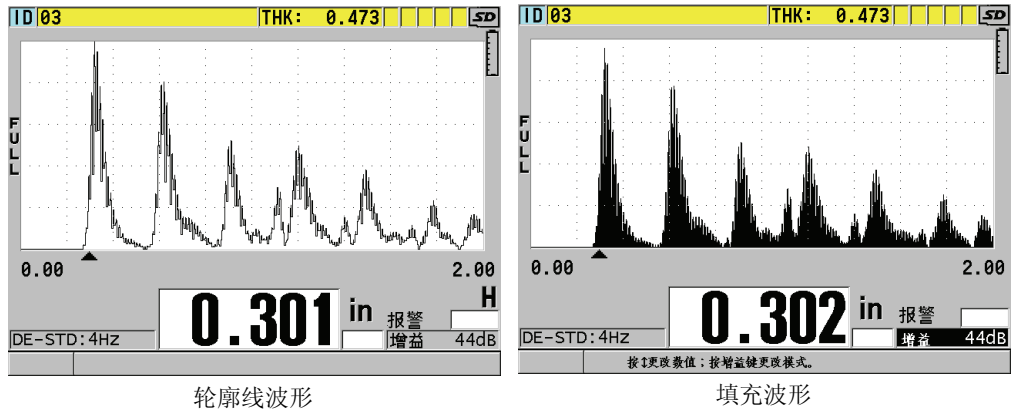 ID 03 THK: 0.473 SD
FULL
0.00 2.00
0.301 in H
报警
DE-STD:4Hz 增益 44dB
轮廓线波形
ID 03 THK: 0.473 SD
FULL
0.00 2.00
0.302 in
报警
DE-STD:4Hz 增益 44dB
按↕更改数值；按增益键更改模式。
填充波形